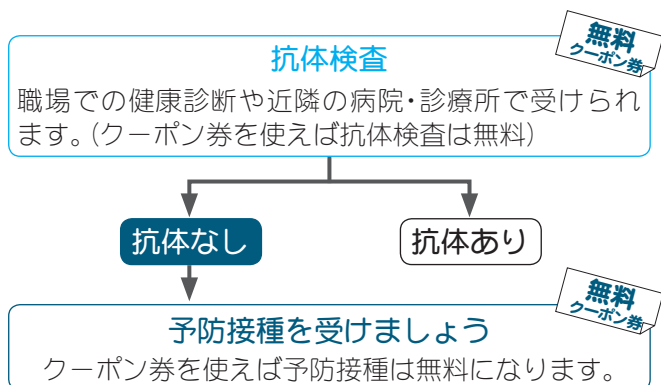 無料
クーポン券
抗体検査
職場での健康診断や近隣の病院・診療所で受けられ
ます。(クーポン券を使えば抗体検査は無料)
抗体なし
抗体あり
無料
クーポン券
予防接種を受けましょう
クーポン券を使えば予防接種は無料になります。